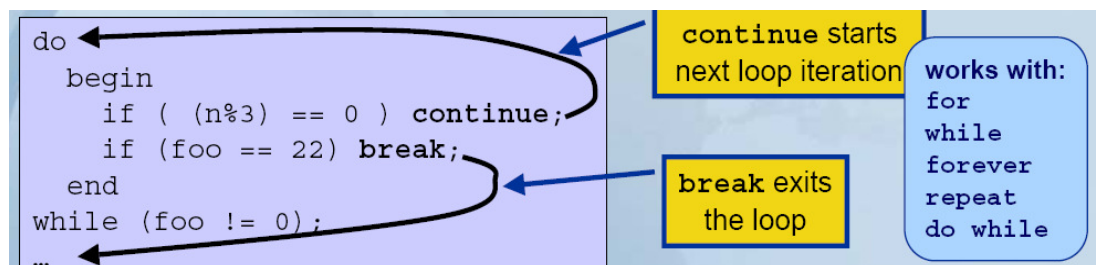 do
begin
if ( (n%3) == 0 ) continue;
if (foo == 22) break;
end
while (foo != 0);
…
continue starts
next loop iteration
break exits
the loop
works with:
for
while
forever
repeat
do while